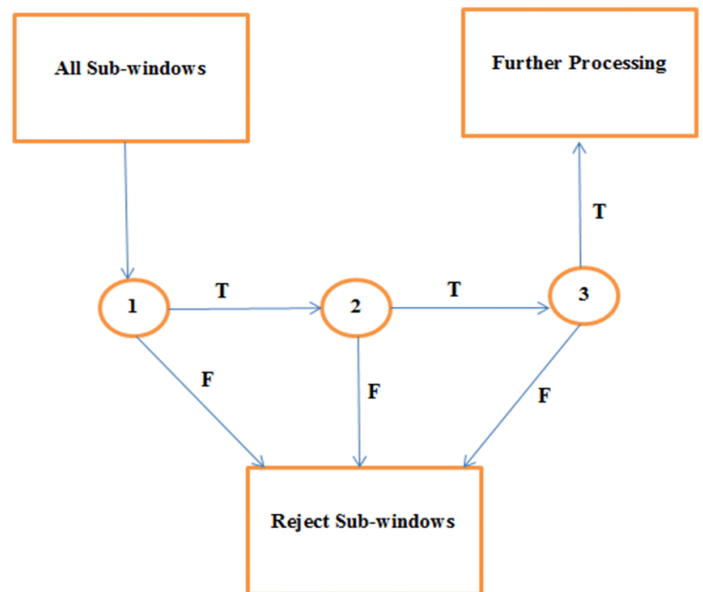 All Sub-windows
Further Processing
T
1
T
2
T
3
F
F
F
Reject Sub-windows